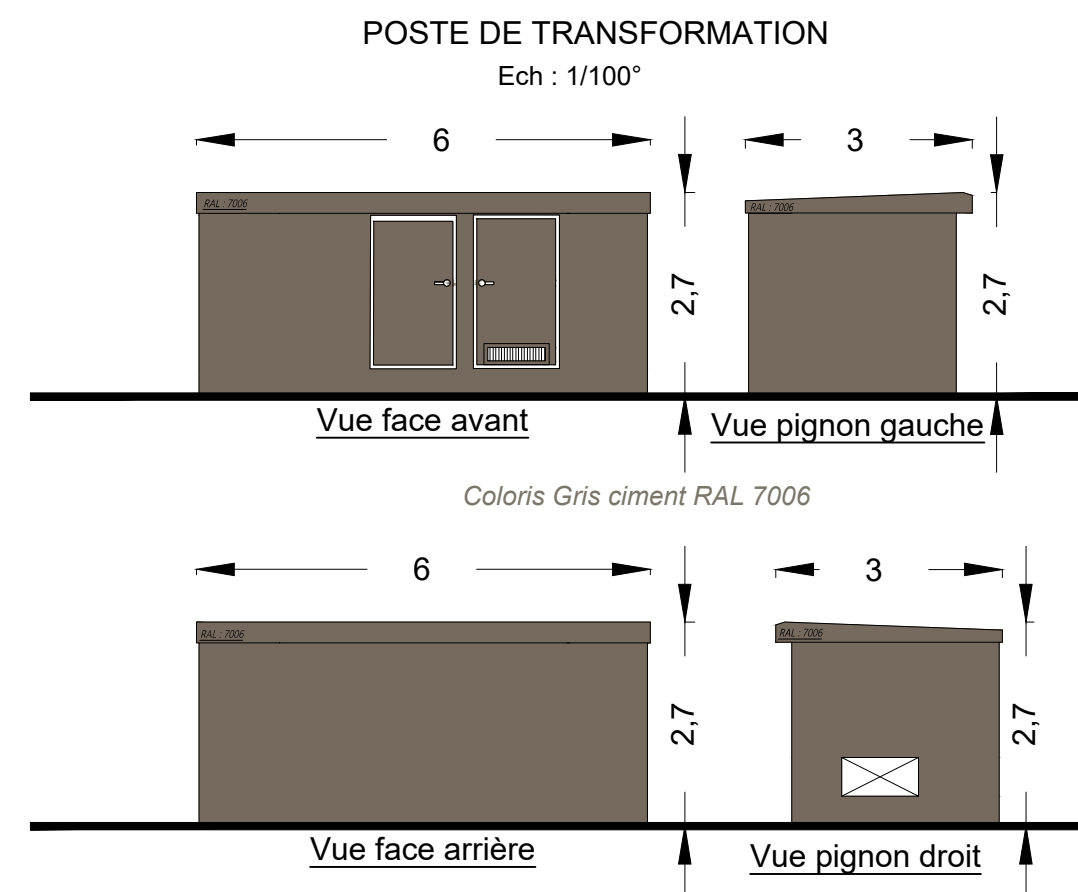 POSTE DE TRANSFORMATION
Ech : 1/100°
6
3
RAL : 7006
RAL : 7006
2,7
2,7
Vue face avant
Vue pignon gauche
Coloris Gris ciment RAL 7006
6
3
RAL : 7006
RAL : 7006
2,7
2,7
Vue face arrière
Vue pignon droit